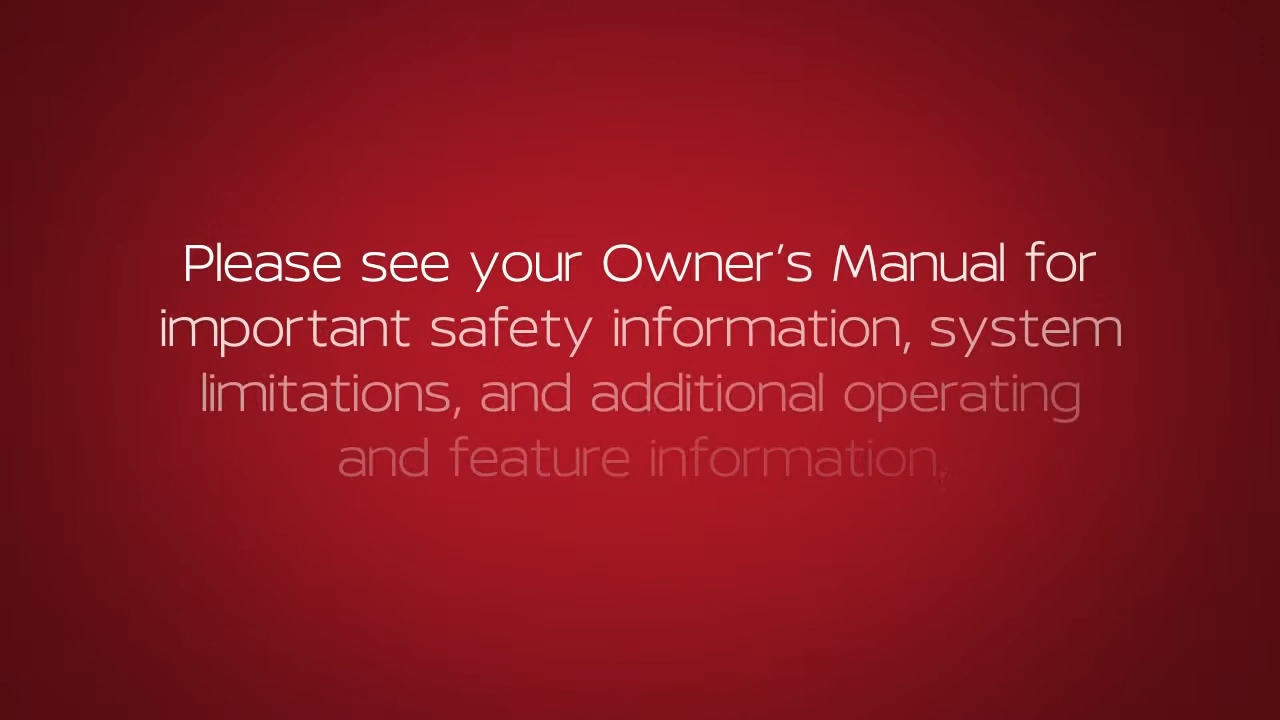 Please see your Owner's Manual for
important safety information, system
limitations, and additional operating
and feature information.